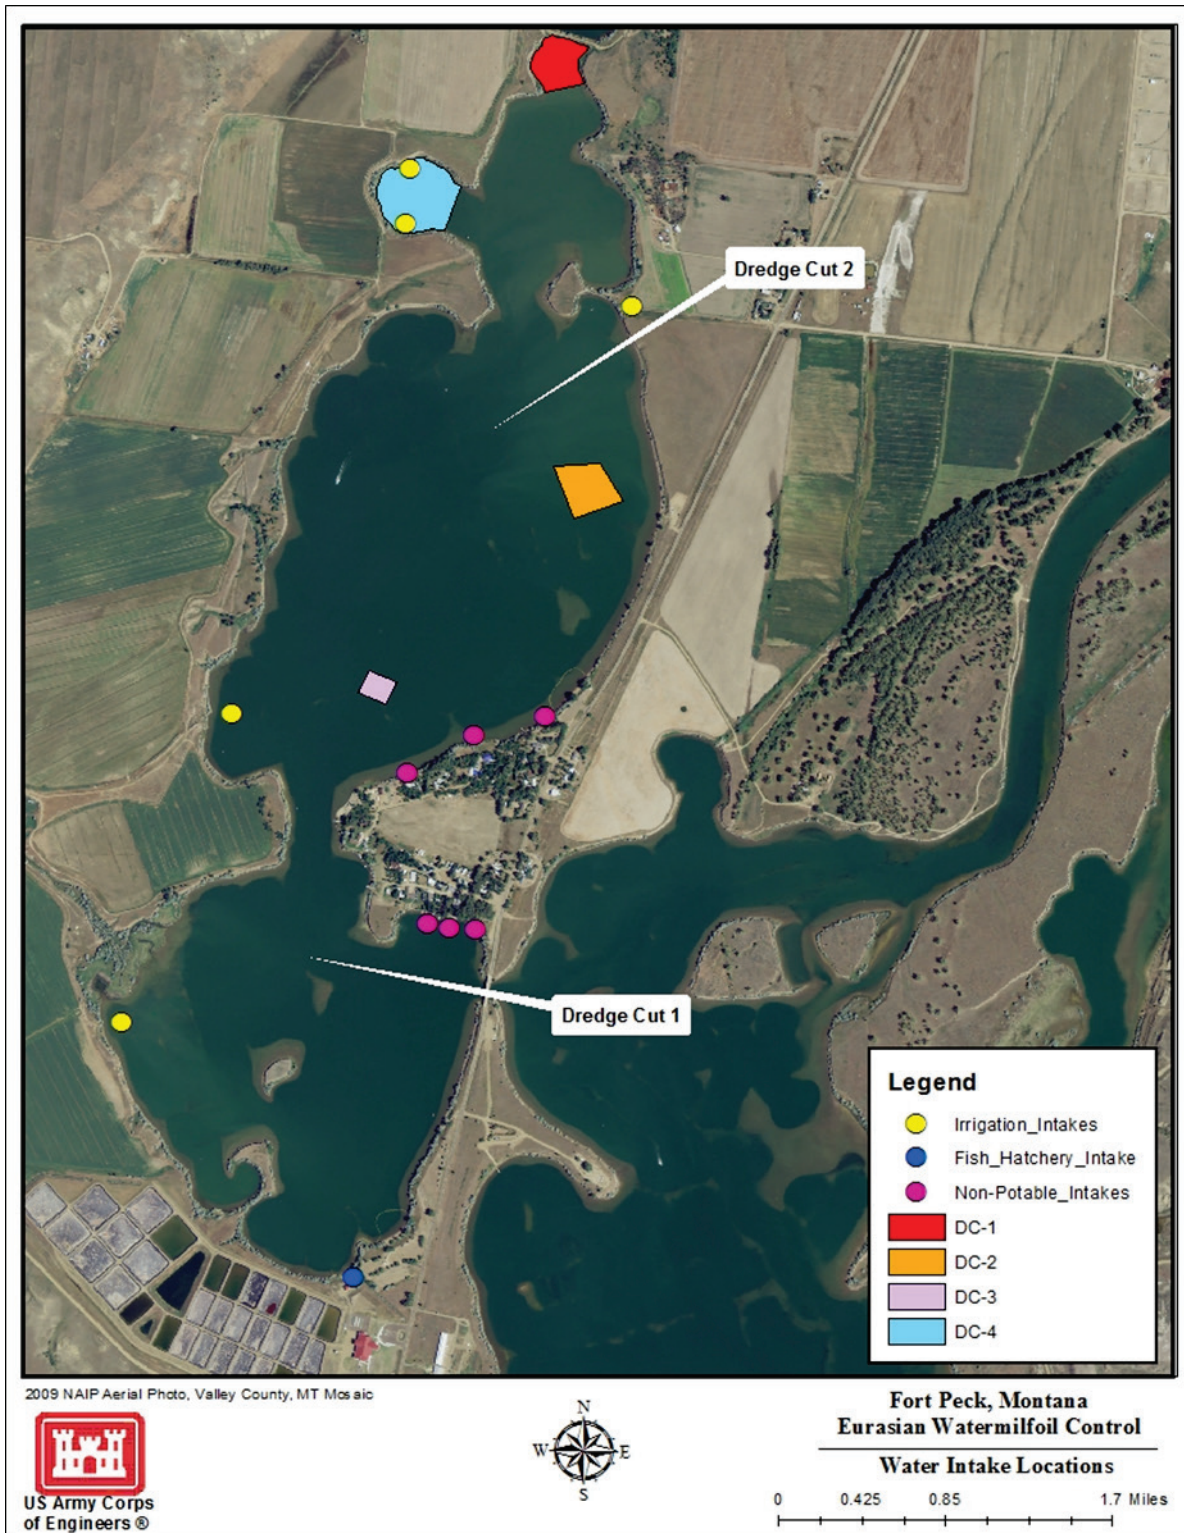 Dredge Cut 2
Dredge Cut 1
Legend
Irrigation_Intakes
Fish_Hatchery_Intake
Non-Potable_Intakes
DC-1
DC-2
DC-3
DC-4
2009 NAIP Aerial Photo, Valley County, MT Mosaic
US Army Corps
of Engineers ®
N
W E
S
Fort Peck, Montana
Eurasian Watermilfoil Control
Water Intake Locations
0 0.425 0.85 1.7 Miles